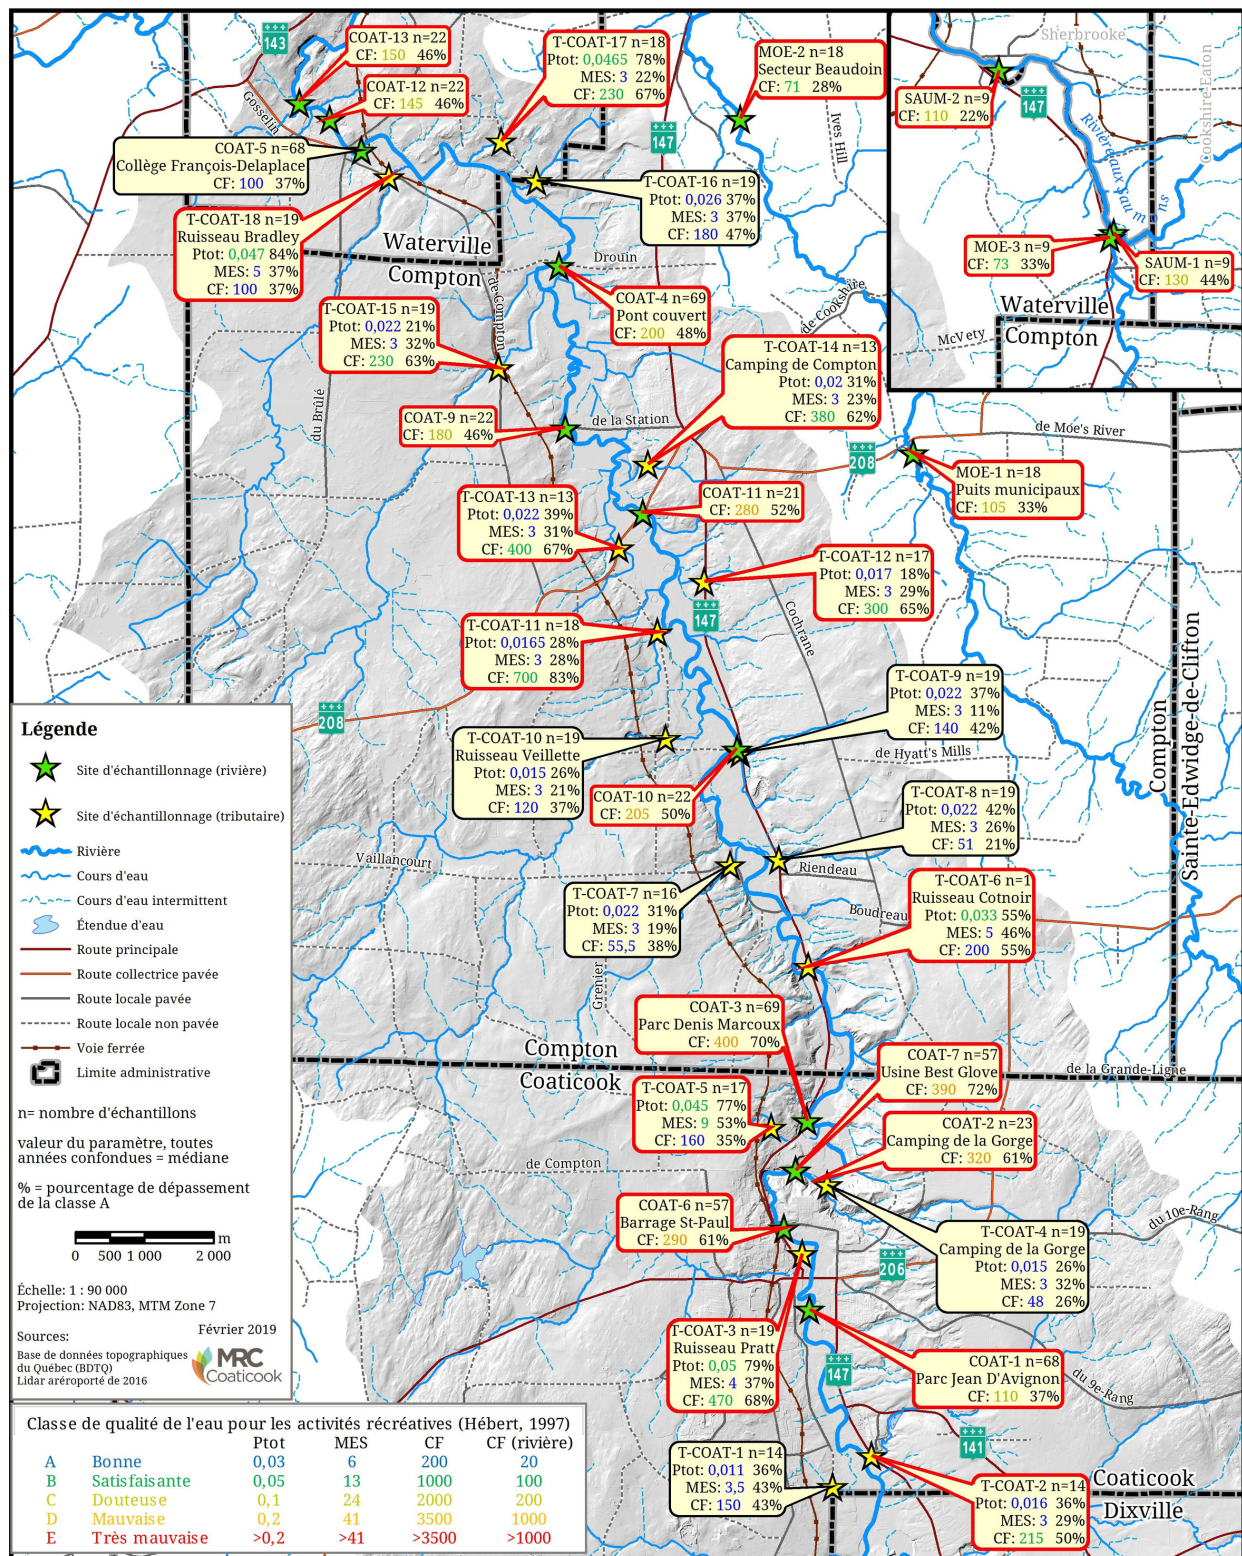 143
COAT-13 n=22
CF: 150 46%
COAT-12 n=22
CF: 145 46%
T-COAT-17 n=18
Ptot: 0,0465 78%
MES: 3 22%
CF: 230 67%
MOE-2 n=18
Secteur Beaudoin
CF: 71 28%
Sherbrooke
Cookshire-Eaton
SAUM-2 n=9
CF: 110 22%
147
Rivière aux Saumons
MOE-3 n=9
CF: 73 33%
SAUM-1 n=9
CF: 130 44%
Waterville
Compton
McVety
Gosselin
COAT-5 n=68
Collège François-Delaplace
CF: 100 37%
147
Ives Hill
T-COAT-16 n=19
Ptot: 0,026 37%
MES: 3 37%
CF: 180 47%
T-COAT-18 n=19
Ruisseau Bradley
Ptot: 0,047 84%
MES: 5 37%
CF: 100 37%
Waterville
Compton
Drouin
de Compton
de Cookshire
COAT-4 n=69
Pont couvert
CF: 200 48%
T-COAT-15 n=19
Ptot: 0,022 21%
MES: 3 32%
CF: 230 63%
T-COAT-14 n=13
Camping de Compton
Ptot: 0,02 31%
MES: 3 23%
CF: 380 62%
du Brûlé
COAT-9 n=22
CF: 180 46%
de la Station
de Moe's River
208
MOE-1 n=18
Puits municipaux
CF: 105 33%
T-COAT-13 n=13
Ptot: 0,022 39%
MES: 3 31%
CF: 400 67%
COAT-11 n=21
CF: 280 52%
T-COAT-12 n=17
Ptot: 0,017 18%
MES: 3 29%
CF: 300 65%
147
Cochrane
T-COAT-11 n=18
Ptot: 0,0165 28%
MES: 3 28%
CF: 700 83%
T-COAT-9 n=19
Ptot: 0,022 37%
MES: 3 11%
CF: 140 42%
208
T-COAT-10 n=19
Ruisseau Veillette
Ptot: 0,015 26%
MES: 3 21%
CF: 120 37%
de Hyatt's Mills
COAT-10 n=22
CF: 205 50%
T-COAT-8 n=19
Ptot: 0,022 42%
MES: 3 26%
CF: 51 21%
Compton
Sainte-Edwidge-de-Clifton
Vaillancourt
Riendeau
T-COAT-7 n=16
Ptot: 0,022 31%
MES: 3 19%
CF: 55,5 38%
Boudreau
T-COAT-6 n=1
Ruisseau Cotnoir
Ptot: 0,033 55%
MES: 5 46%
CF: 200 55%
Grenier
COAT-3 n=69
Parc Denis Marcoux
CF: 400 70%
Compton
Coaticook
COAT-7 n=57
Usine Best Glove
CF: 390 72%
de la Grande-Ligne
T-COAT-5 n=17
Ptot: 0,045 77%
MES: 9 53%
CF: 160 35%
COAT-2 n=23
Camping de la Gorge
CF: 320 61%
de Compton
COAT-6 n=57
Barrage St-Paul
CF: 290 61%
T-COAT-4 n=19
Camping de la Gorge
Ptot: 0,015 26%
MES: 3 32%
CF: 48 26%
du 10e-Rang
206
T-COAT-3 n=19
Ruisseau Pratt
Ptot: 0,05 79%
MES: 4 37%
CF: 470 68%
COAT-1 n=68
Parc Jean D'Avignon
CF: 110 37%
147
du 9e-Rang
141
T-COAT-1 n=14
Ptot: 0,011 36%
MES: 3,5 43%
CF: 150 43%
T-COAT-2 n=14
Ptot: 0,016 36%
MES: 3 29%
CF: 215 50%
Coaticook
Dixville
Légende
Site d'échantillonnage (rivière)
Site d'échantillonnage (tributaire)
Rivière
Cours d'eau
Cours d'eau intermittent
Étendue d'eau
Route principale
Route collectrice pavée
Route locale pavée
Route locale non pavée
Voie ferrée
Limite administrative
n= nombre d'échantillons
valeur du paramètre, toutes
années confondues = médiane
% = pourcentage de dépassement
de la classe A
0 500 1 000 2 000 m
Échelle: 1 : 90 000
Projection: NAD83, MTM Zone 7
Sources:
Février 2019
Base de données topographiques
du Québec (BDTQ)
Lidar aréroporté de 2016
MRC
Coaticook
Classe de qualité de l'eau pour les activités récréatives (Hébert, 1997)
Ptot MES CF CF (rivière)
A Bonne 0,03 6 200 20
B Satisfaisante 0,05 13 1000 100
C Douteuse 0,1 24 2000 200
D Mauvaise 0,2 41 3500 1000
E Très mauvaise >0,2 >41 >3500 >1000